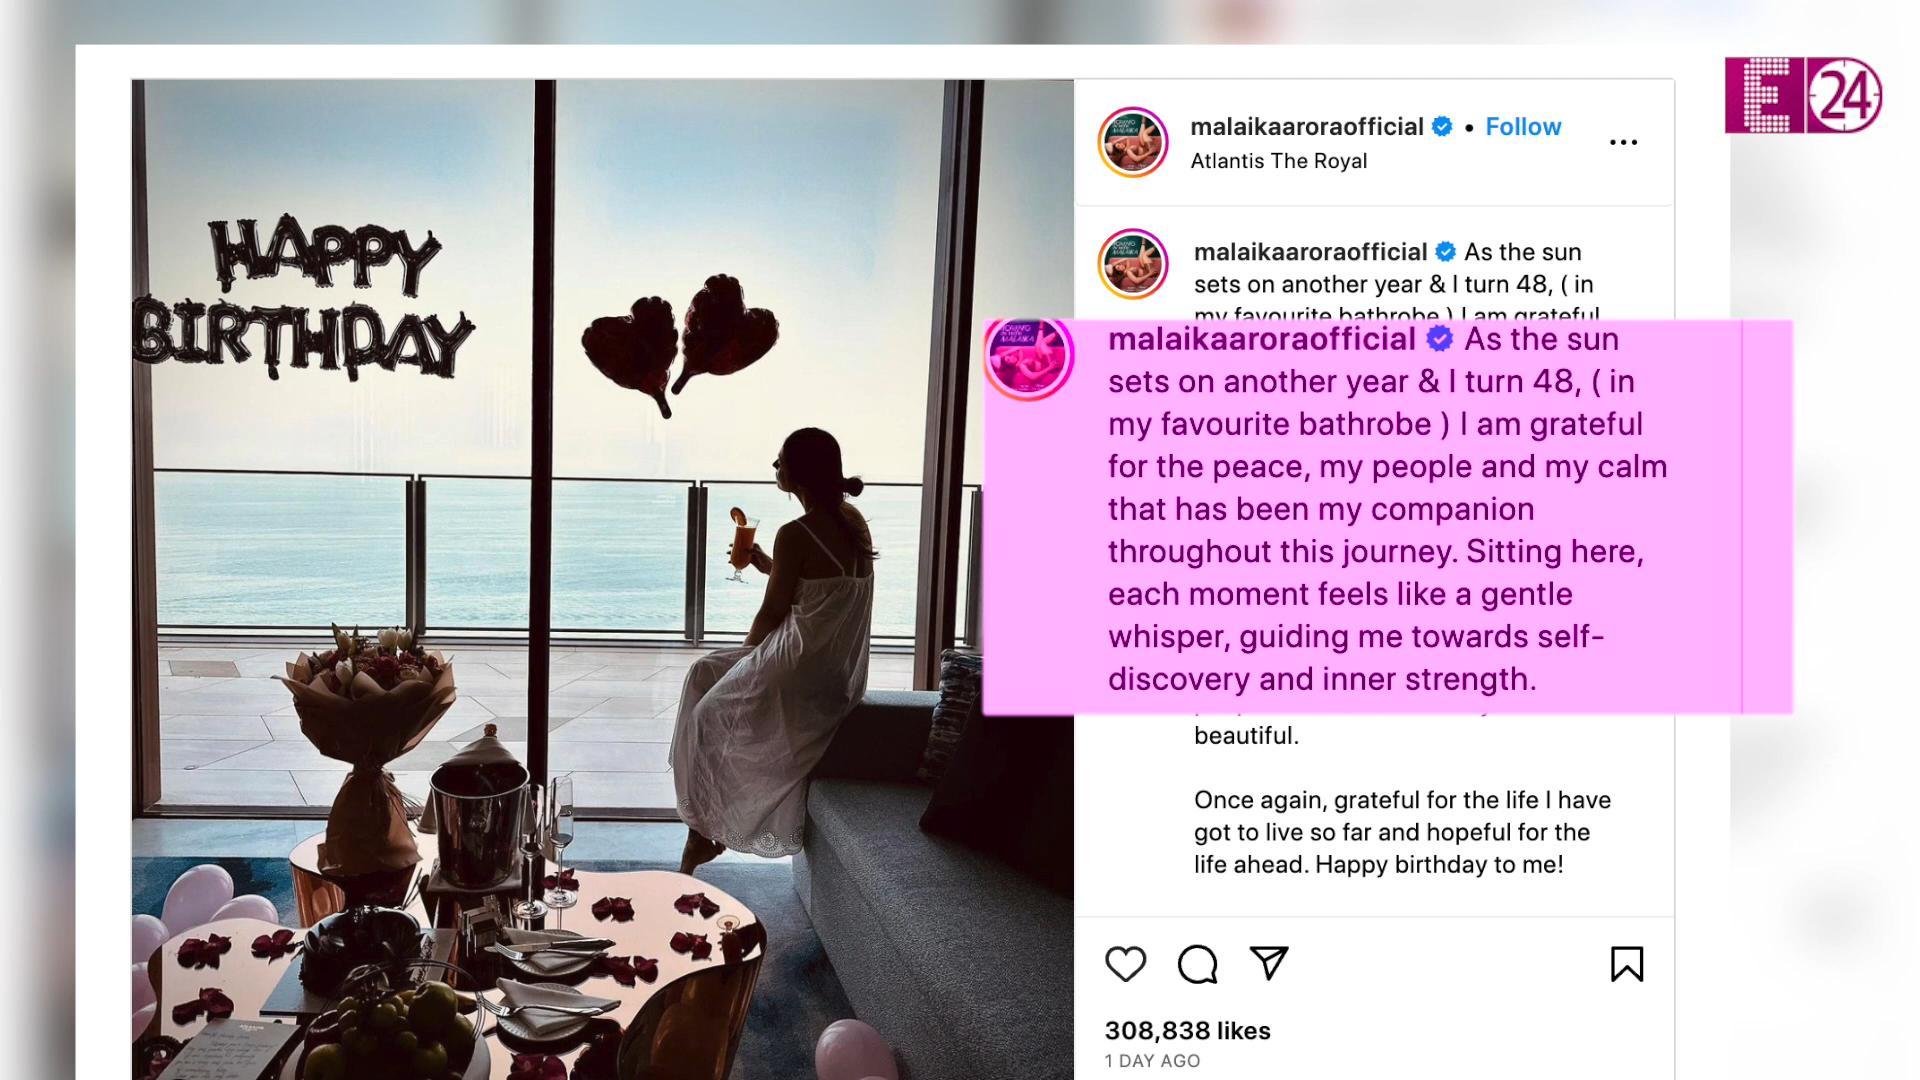 E24
HAPPY
BIRTHDAY
malaikaaroraofficial • Follow
Atlantis The Royal
malaikaaroraofficial As the sun
sets on another year & I turn 48, ( in
my favourite bathrobe ) I am grateful
malaikaaroraofficial As the sun
sets on another year & I turn 48, ( in
my favourite bathrobe ) I am grateful
for the peace, my people and my calm
that has been my companion
throughout this journey. Sitting here,
each moment feels like a gentle
whisper, guiding me towards self-
discovery and inner strength.
beautiful.
Once again, grateful for the life I have
got to live so far and hopeful for the
life ahead. Happy birthday to me!
308,838 likes
1 DAY AGO